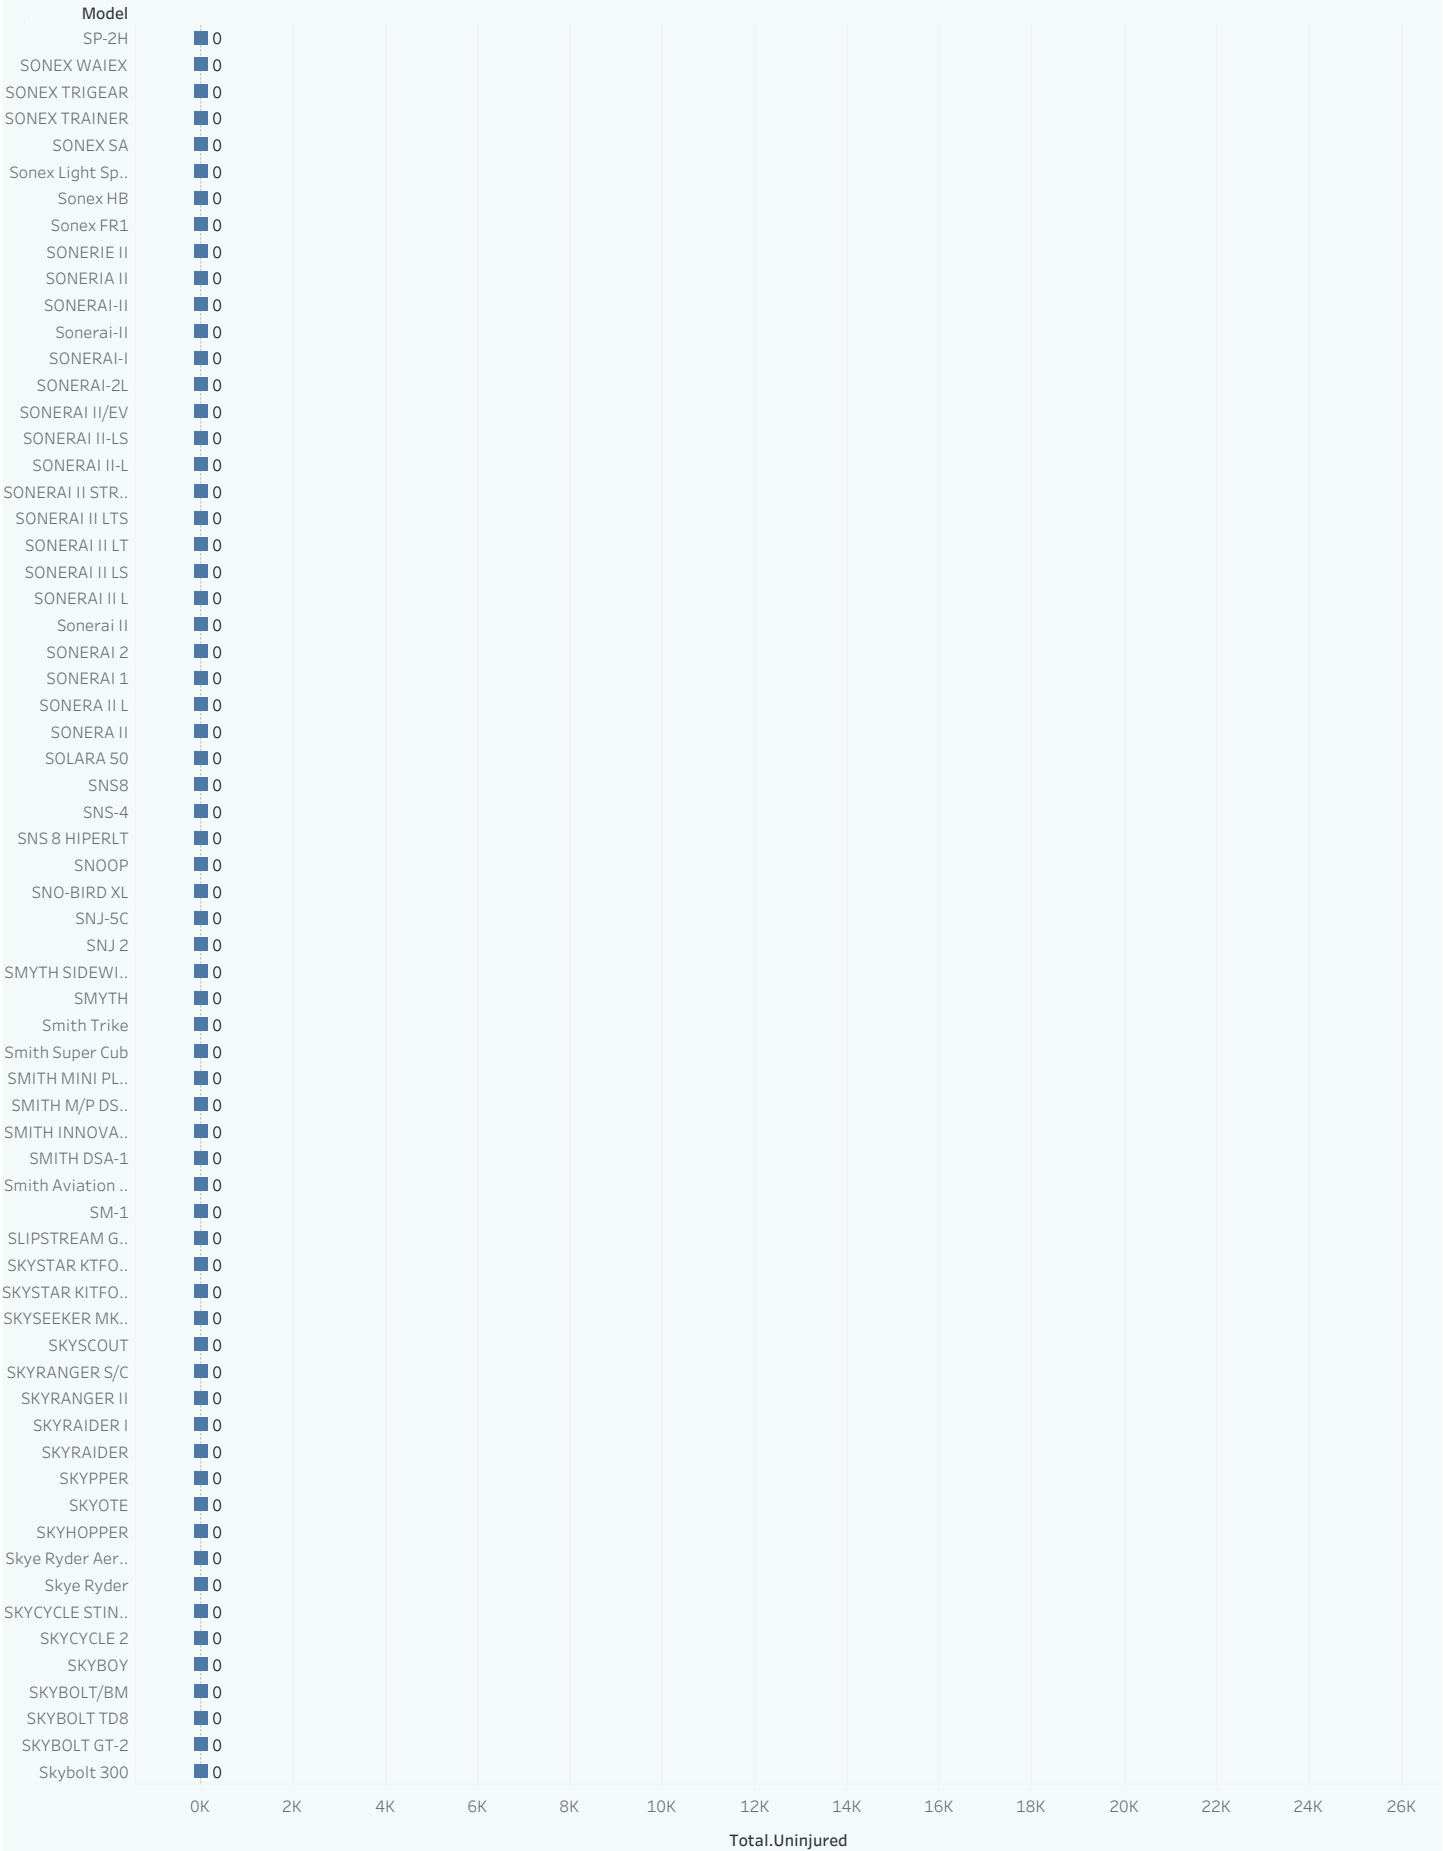 Model
SP-2H 0
SONEX WAIEX 0
SONEX TRIGEAR 0
SONEX TRAINER 0
SONEX SA 0
Sonex Light Sp.. 0
Sonex HB 0
Sonex FR1 0
SONERIE II 0
SONERIA II 0
SONERAI-II 0
Sonerai-II 0
SONERAI-I 0
SONERAI-2L 0
SONERAI II/EV 0
SONERAI II-LS 0
SONERAI II-L 0
SONERAI II STR.. 0
SONERAI II LTS 0
SONERAI II LT 0
SONERAI II LS 0
SONERAI II L 0
Sonerai II 0
SONERAI 2 0
SONERAI 1 0
SONERA II L 0
SONERA II 0
SOLARA 50 0
SNS8 0
SNS-4 0
SNS 8 HIPERLT 0
SNOOP 0
SNO-BIRD XL 0
SNJ-5C 0
SNJ 2 0
SMYTH SIDEWI.. 0
SMYTH 0
Smith Trike 0
Smith Super Cub 0
SMITH MINI PL.. 0
SMITH M/P DS.. 0
SMITH INNOVA.. 0
SMITH DSA-1 0
Smith Aviation .. 0
SM-1 0
SLIPSTREAM G.. 0
SKYSTAR KTFO.. 0
SKYSTAR KITFO.. 0
SKYSEEKER MK.. 0
SKYSCOUT 0
SKYRANGER S/C 0
SKYRANGER II 0
SKYRAIDER I 0
SKYRAIDER 0
SKYPPER 0
SKYOTE 0
SKYHOPPER 0
Skye Ryder Aer.. 0
Skye Ryder 0
SKYCYCLE STIN.. 0
SKYCYCLE 2 0
SKYBOY 0
SKYBOLT/BM 0
SKYBOLT TD8 0
SKYBOLT GT-2 0
Skybolt 300 0
0K 2K 4K 6K 8K 10K 12K 14K 16K 18K 20K 22K 24K 26K
Total.Uninjured